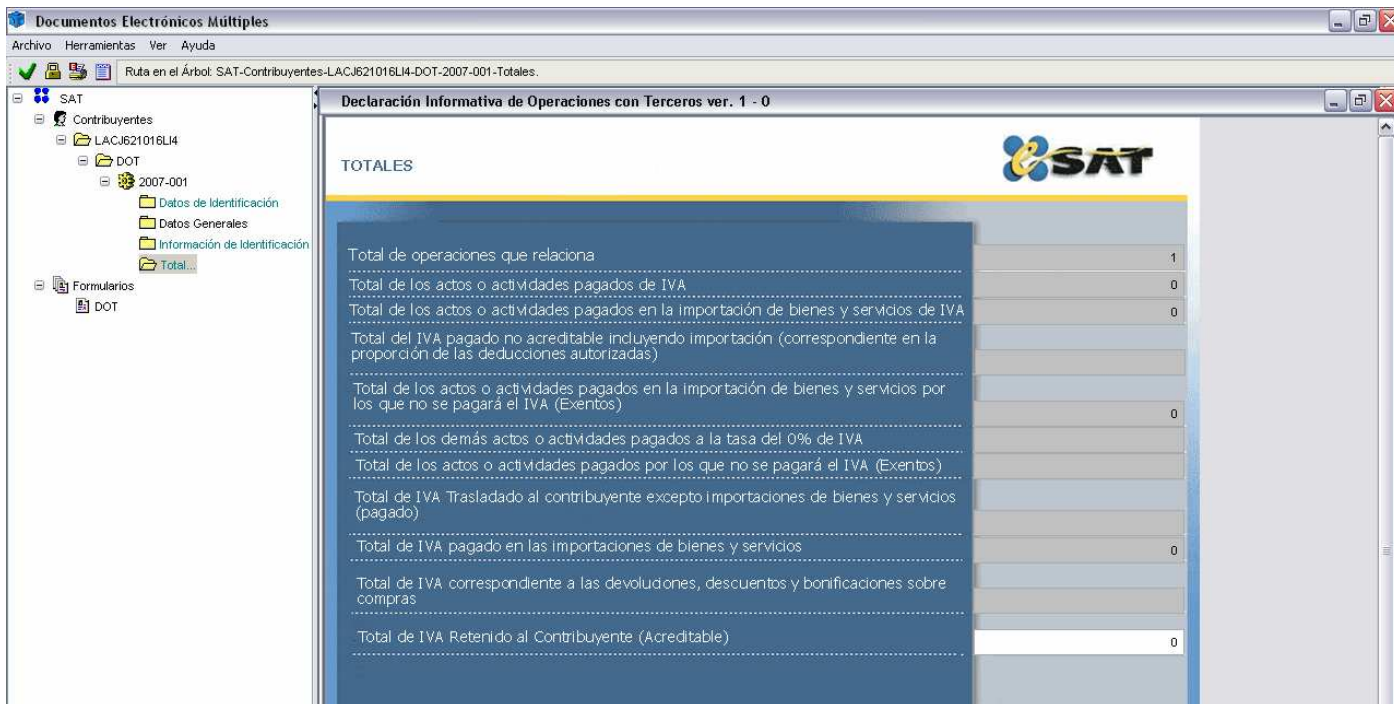 Documentos Electrónicos Múltiples
Archivo Herramientas Ver Ayuda
Ruta en el Árbol: SAT-Contribuyentes-LACJ621016LI4-DOT-2007-001-Totales.
SAT
Contribuyentes
LACJ621016LI4
DOT
2007-001
Datos de Identificación
Datos Generales
Información de Identificación
Total...
Formularios
DOT
Declaración Informativa de Operaciones con Terceros ver. 1 - 0
TOTALES
SAT
Total de operaciones que relaciona 1
Total de los actos o actividades pagados de IVA 0
Total de los actos o actividades pagados en la importación de bienes y servicios de IVA 0
Total del IVA pagado no acreditable incluyendo importación (correspondiente en la
proporción de las deducciones autorizadas)
Total de los actos o actividades pagados en la importación de bienes y servicios por
los que no se pagará el IVA (Exentos) 0
Total de los demás actos o actividades pagados a la tasa del 0% de IVA
Total de los actos o actividades pagados por los que no se pagará el IVA (Exentos)
Total de IVA Trasladado al contribuyente excepto importaciones de bienes y servicios
(pagado)
Total de IVA pagado en las importaciones de bienes y servicios 0
Total de IVA correspondiente a las devoluciones, descuentos y bonificaciones sobre
compras
Total de IVA Retenido al Contribuyente (Acreditable) 0